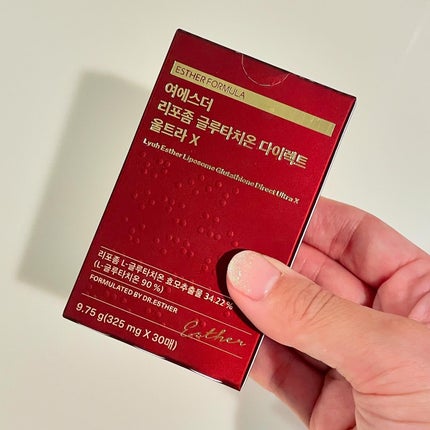 ESTHER FORMULA
여에스더
리포좀 글루타치온 다이렉트
울트라 X
Lyuh Esther Liposome Glutathione Direct Ultra X
리포좀 L-글루타치온 효모추출물 34.22 %
(L-글루타치온 90 %)
FORMULATED BY DR.ESTHER
9.75 g(325 mg X 30매)
Esther